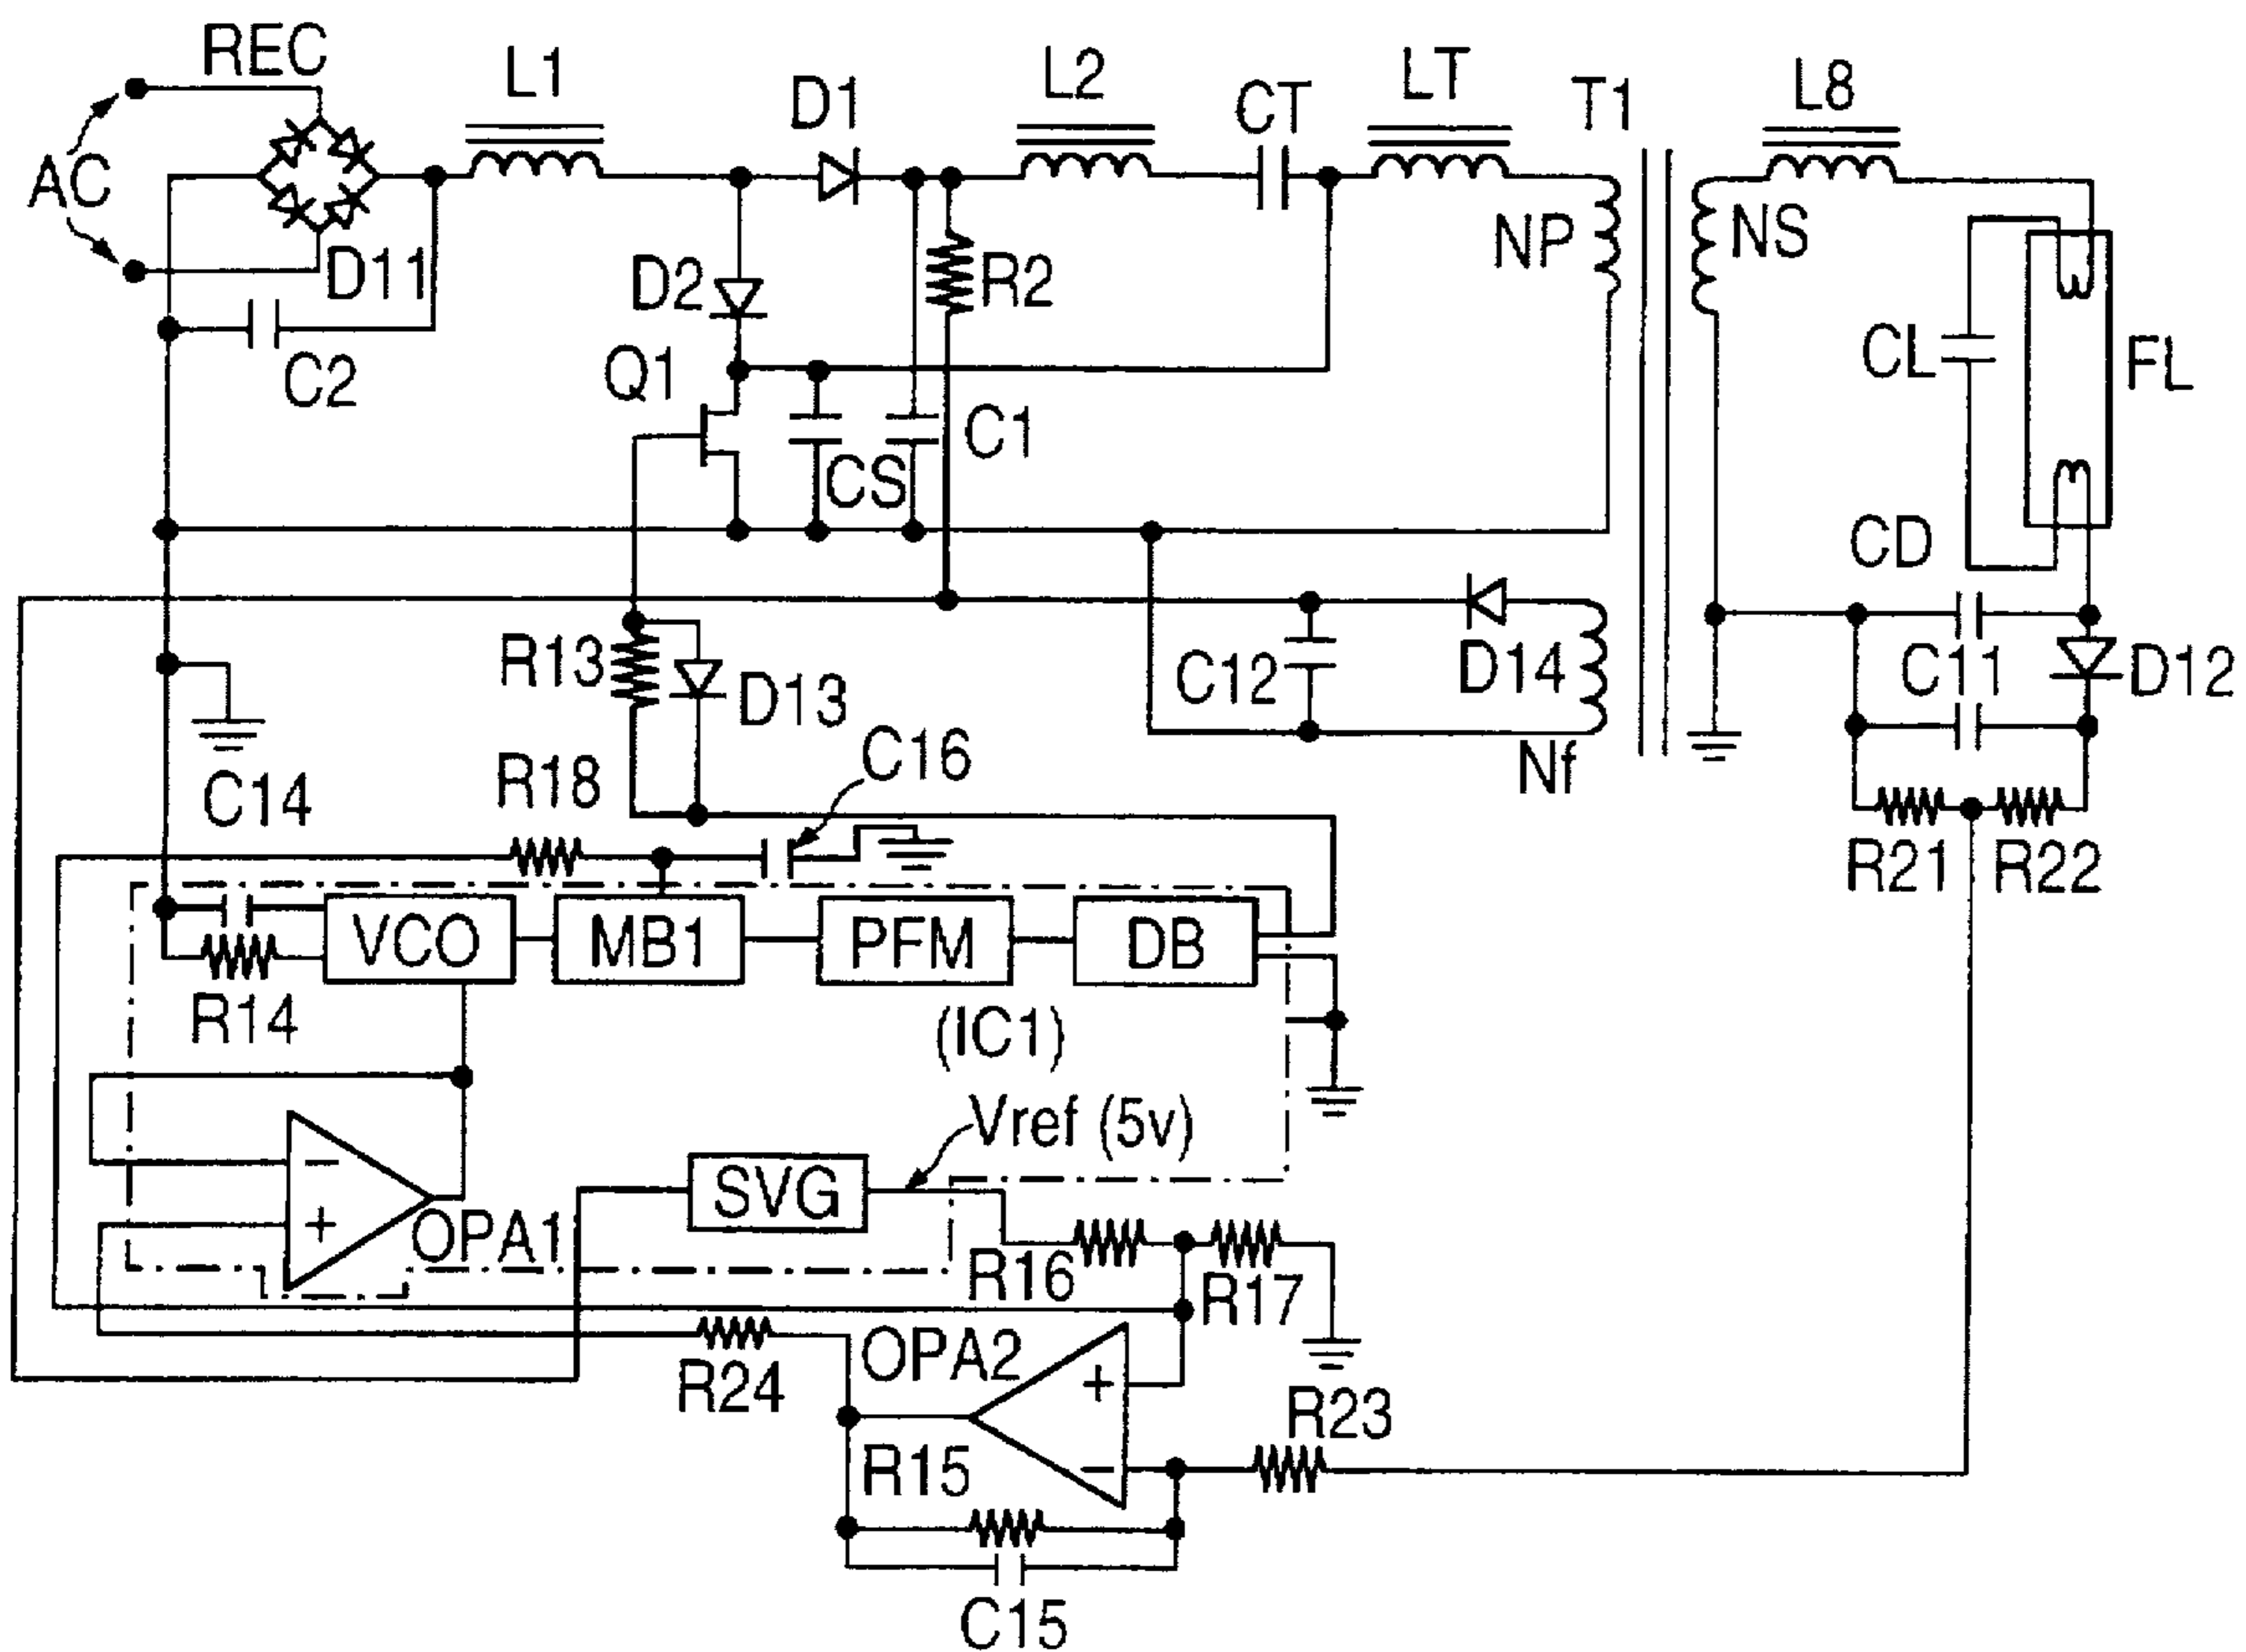 REC
L1
D1
L2
CT
LT
T1
L8
AC
D11
D2
R2
NP
NS
C2
Q1
CS
C1
CL
FL
CD
R13
D13
C12
D14
C11
D12
Nf
C14
R18
C16
R21
R22
VCO
MB1
PFM
DB
R14
(IC1)
Vref (5v)
−
+
OPA1
SVG
R16
R17
R24
OPA2
+
−
R23
R15
C15